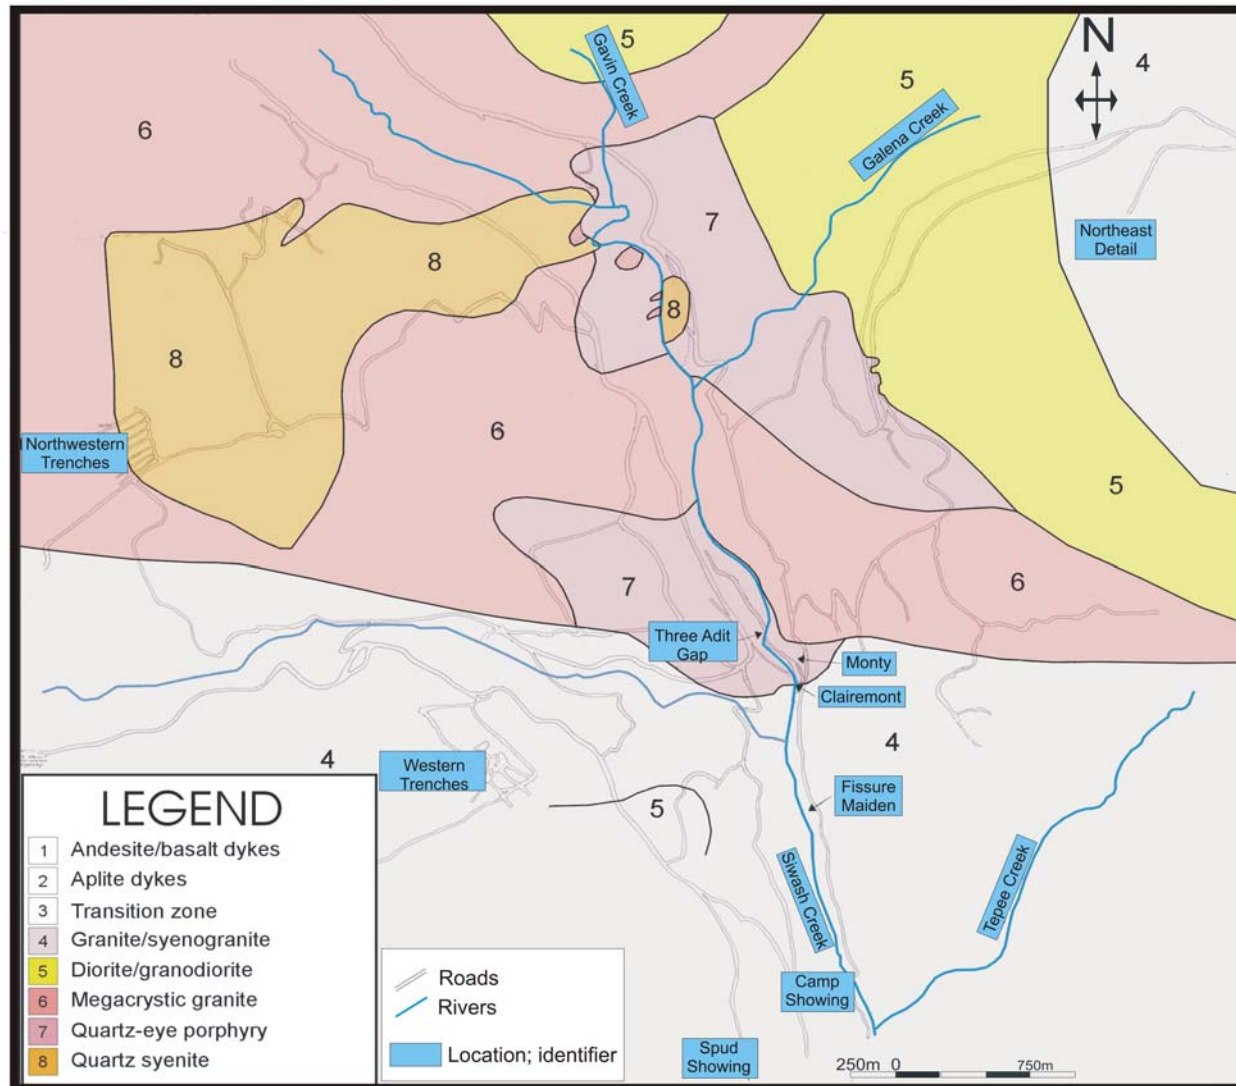 5
Gavin Creek
5
N
4
6
Galena Creek
7
Northeast
Detail
8
8
8
Northwestern
Trenches
6
5
7
6
Three Adit
Gap
Monty
Clairemont
4
4
Western
Trenches
Fissure
Maiden
5
Siwash Creek
Tepee Creek
Camp
Showing
Spud
Showing
LEGEND
1 Andesite/basalt dykes
2 Aplite dykes
3 Transition zone
4 Granite/syenogranite
5 Diorite/granodiorite
6 Megacrystic granite
7 Quartz-eye porphyry
8 Quartz syenite
Roads
Rivers
Location; identifier
250m 0 750m